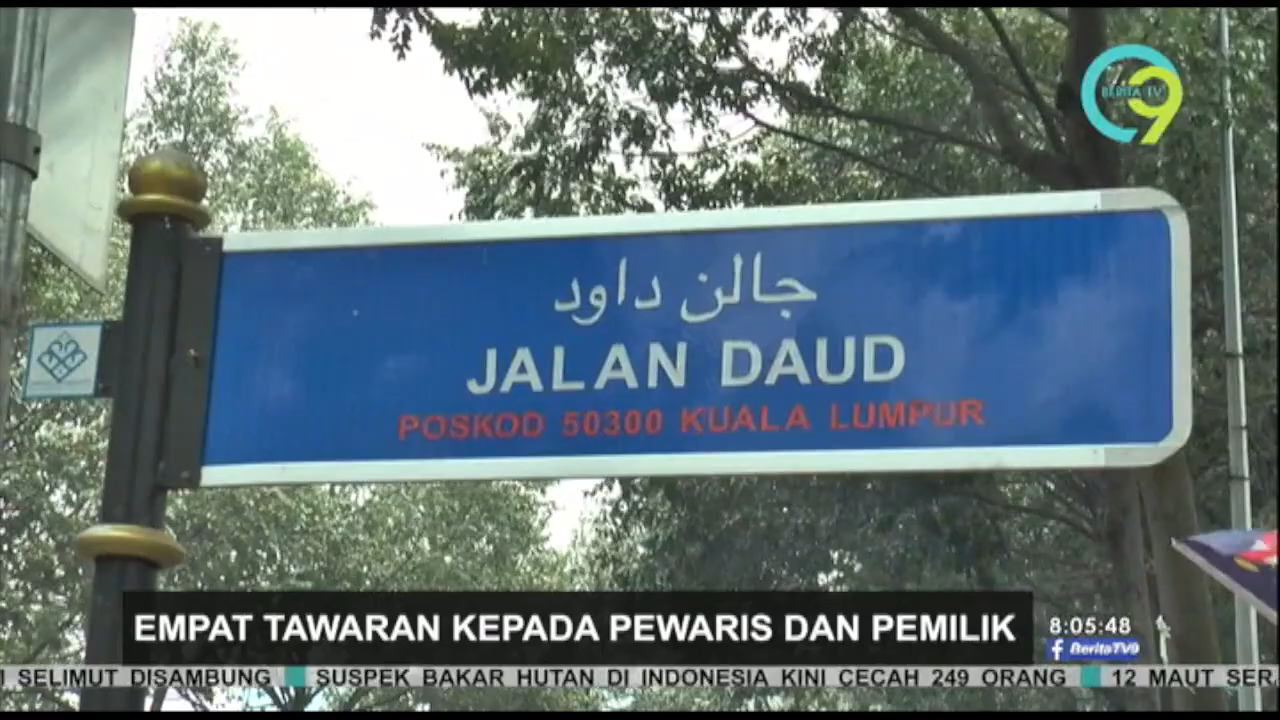 BERITA TV
9
جالن داود
JALAN DAUD
POSKOD 50300 KUALA LUMPUR
EMPAT TAWARAN KEPADA PEWARIS DAN PEMILIK
8:05:48
f BeritaTV9
SELIMUT DISAMBUNG SUSPEK BAKAR HUTAN DI INDONESIA KINI CECAH 249 ORANG 12 MAUT